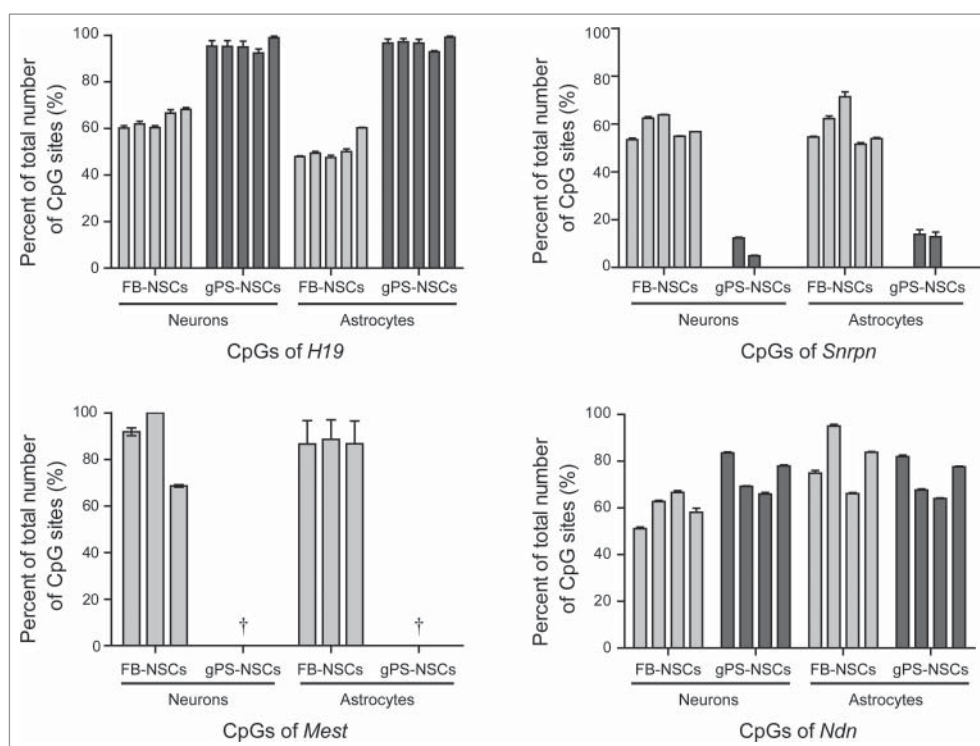 Percent of total number
of CpG sites (%)
100
80
60
40
20
0
FB-NSCs gPS-NSCs FB-NSCs gPS-NSCs
Neurons Astrocytes
CpGs of H19
Percent of total number
of CpG sites (%)
100
80
60
40
20
0
FB-NSCs gPS-NSCs FB-NSCs gPS-NSCs
Neurons Astrocytes
CpGs of Snrpn
Percent of total number
of CpG sites (%)
100
80
60
40
20
0
† †
FB-NSCs gPS-NSCs FB-NSCs gPS-NSCs
Neurons Astrocytes
CpGs of Mest
Percent of total number
of CpG sites (%)
100
80
60
40
20
0
FB-NSCs gPS-NSCs FB-NSCs gPS-NSCs
Neurons Astrocytes
CpGs of Ndn